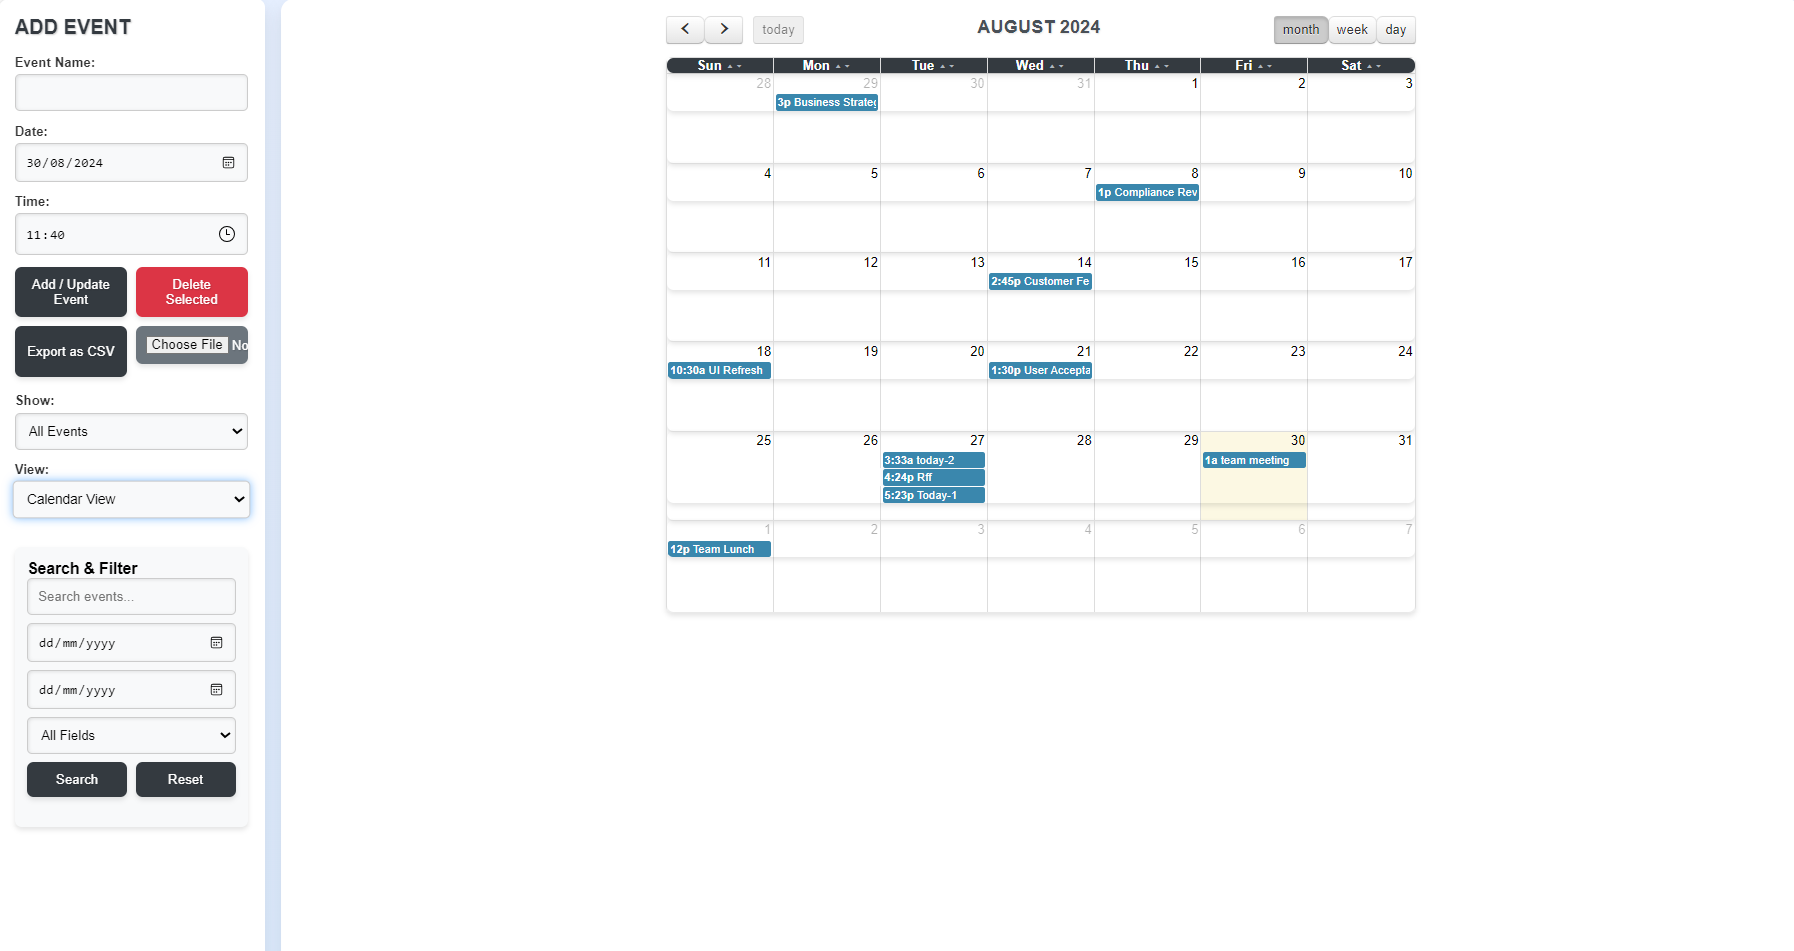 ADD EVENT
Event Name:
Date:
30/08/2024
Time:
11:40
Add / Update
Event
Delete
Selected
Export as CSV
Choose File No
Show:
All Events
View:
Calendar View
Search & Filter
Search events...
dd/mm/yyyy
dd/mm/yyyy
All Fields
Search
Reset
today
AUGUST 2024
month week day
Sun Mon Tue Wed Thu Fri Sat
28 29 30 31 1 2 3
3p Business Strateg
4 5 6 7 8 9 10
1p Compliance Rev
11 12 13 14 15 16 17
2:45p Customer Fe
18 19 20 21 22 23 24
10:30a UI Refresh 1:30p User Accepta
25 26 27 28 29 30 31
3:33a today-2 1a team meeting
4:24p Rff
5:23p Today-1
1 2 3 4 5 6 7
12p Team Lunch